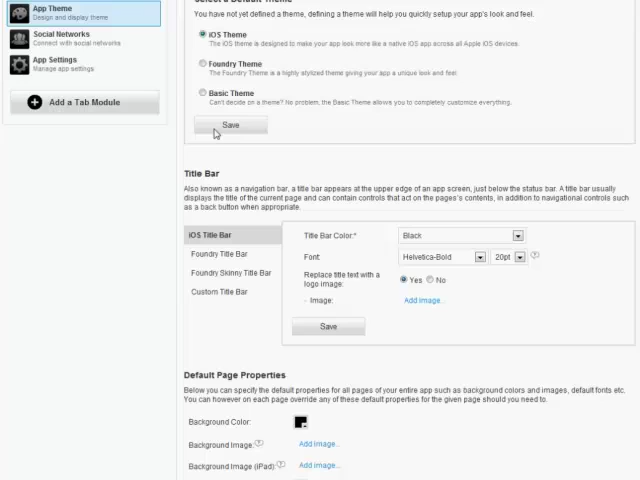 App Theme
Design and display theme
Social Networks
Connect with social networks
App Settings
Manage app settings
Add a Tab Module
Select a Default Theme
You have not yet defined a theme, defining a theme will help you quickly setup your app's look and feel.
iOS Theme
The iOS theme is designed to make your app look more like a native iOS app across all Apple iOS devices.
Foundry Theme
The Foundry Theme is a highly stylized theme giving your app a unique look and feel.
Basic Theme
Can't decide on a theme? No problem, the Basic Theme allows you to completely customize everything.
Save
Title Bar
Also known as a navigation bar, a title bar appears at the upper edge of an app screen, just below the status bar. A title bar usually
displays the title of the current page and can contain controls that act on the pages's contents, in addition to navigational controls such
as a back button when appropriate.
iOS Title Bar
Foundry Title Bar
Foundry Skinny Title Bar
Custom Title Bar
Title Bar Color:* Black
Font: Helvetica-Bold 20pt ?
Replace title text with a
logo image: Yes No
- Image: Add image...
Save
Default Page Properties
Below you can specify the default properties for all pages of your entire app such as background colors and images, default fonts etc.
You can however on each page override any of these default properties for the given page should you need to.
Background Color:
Background Image: ? Add image...
Background Image (iPad): ? Add image...